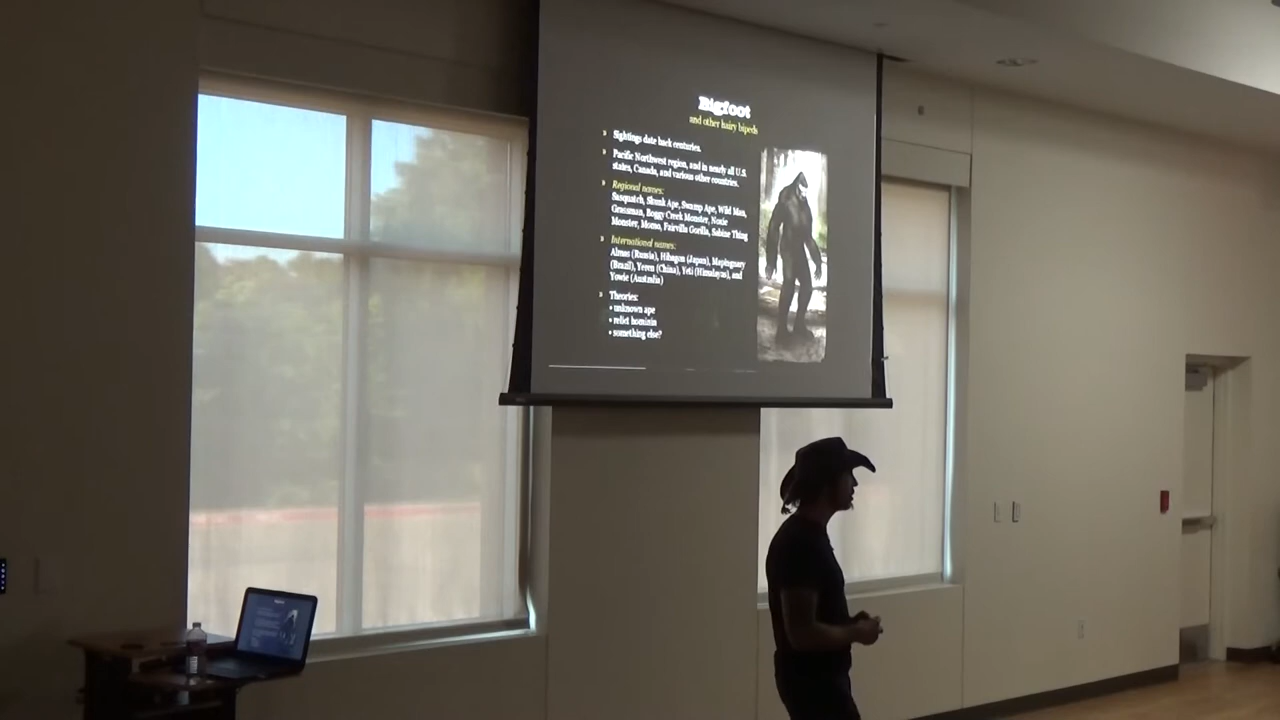 Bigfoot
and other hairy bipeds
» Sightings date back centuries.
» Pacific Northwest region, and in nearly all U.S.
states, Canada, and various other countries.
» Regional names:
Sasquatch, Skunk Ape, Swamp Ape, Wild Man,
Grassman, Boggy Creek Monster, Noxie
Monster, Momo, Fairville Gorilla, Sabine Thing
» International names:
Almas (Russia), Hibagon (Japan), Mapinguary
(Brazil), Yeren (China), Yeti (Himalayas), and
Yowie (Australia)
» Theories:
• unknown ape
• relict hominin
• something else?